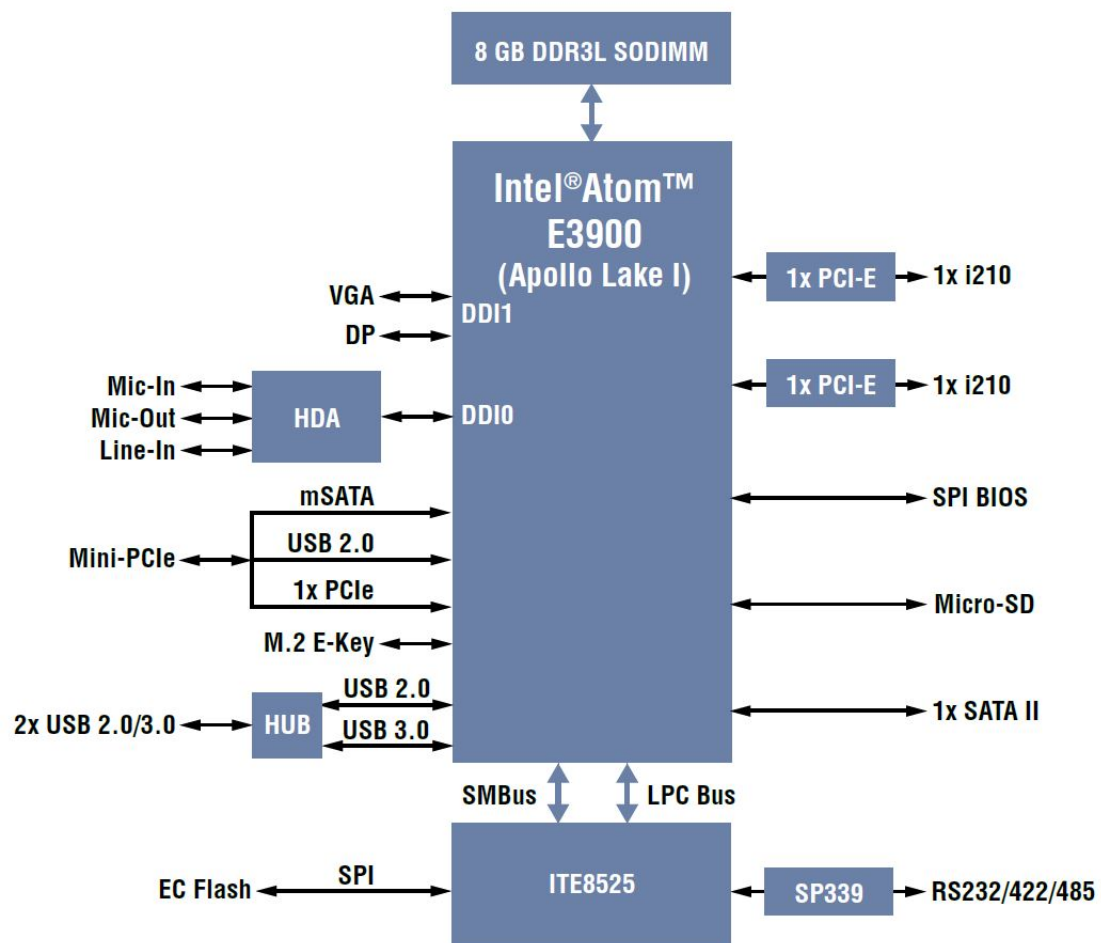 8 GB DDR3L SODIMM
Intel®Atom™
E3900
(Apollo Lake I)
VGA
DDI1
DP
1x PCI-E
1x i210
Mic-In
Mic-Out
Line-In
HDA
DDI0
1x PCI-E
1x i210
mSATA
Mini-PCIe
USB 2.0
1x PCIe
SPI BIOS
M.2 E-Key
Micro-SD
2x USB 2.0/3.0
HUB
USB 2.0
USB 3.0
1x SATA II
SMBus
LPC Bus
EC Flash
SPI
ITE8525
SP339
RS232/422/485